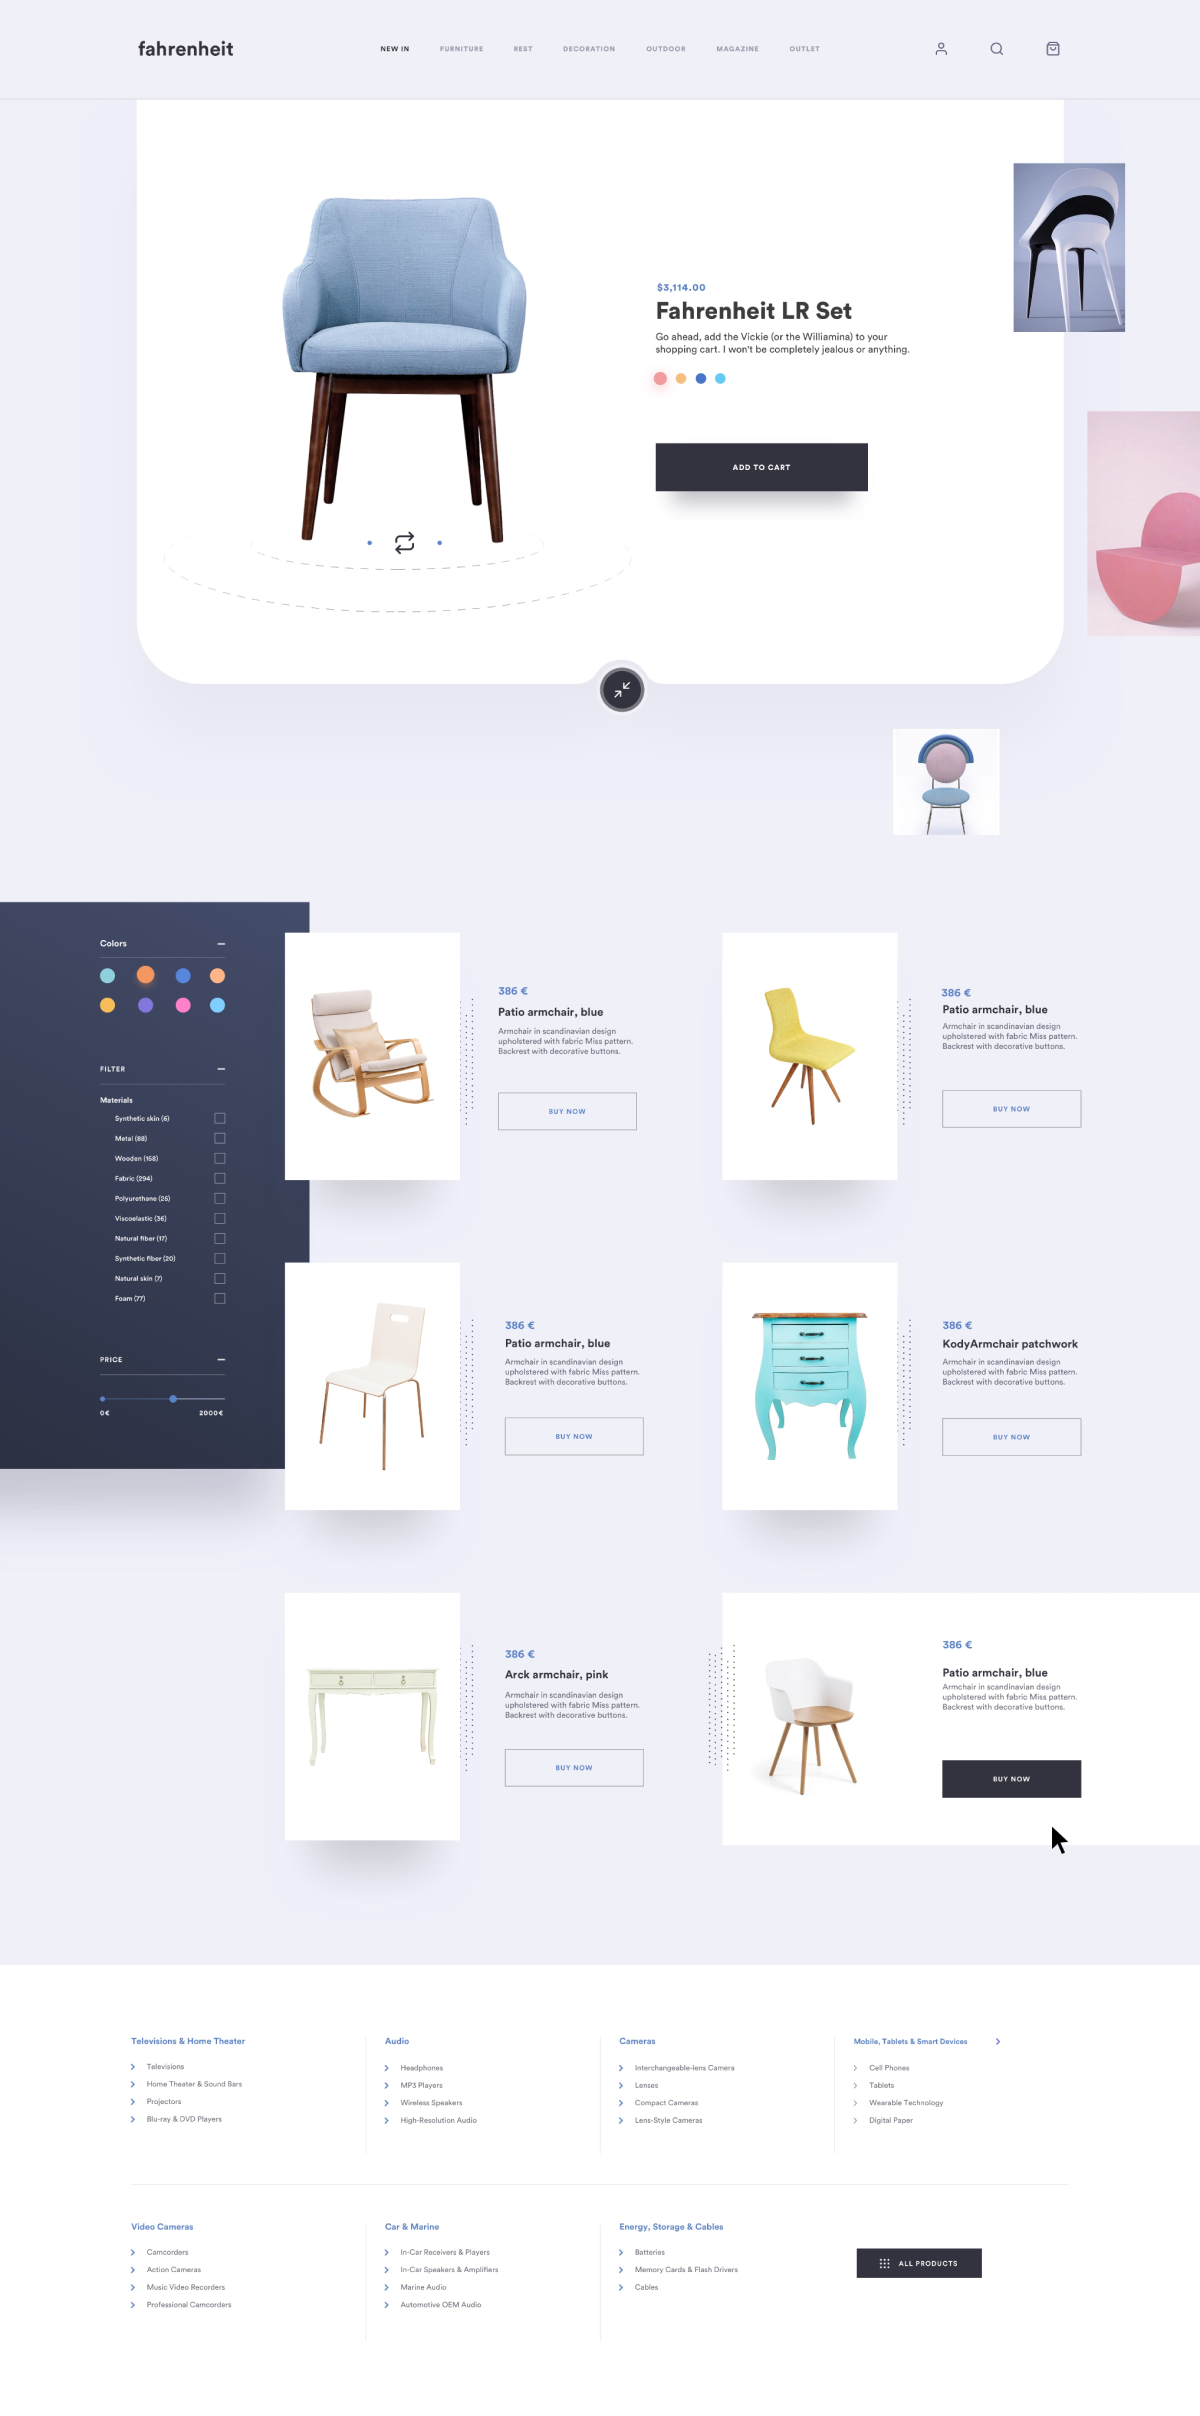 fahrenheit
NEW IN
FURNITURE
REST
DECORATION
OUTDOOR
MAGAZINE
OUTLET
$3,114.00
Fahrenheit LR Set
Go ahead, add the Vickie (or the Williamina) to your
shopping cart. I won't be completely jealous or anything.
ADD TO CART
Colors
FILTER
Materials
Synthetic skin (6)
Metal (88)
Wooden (158)
Fabric (294)
Polyurethane (25)
Viscoelastic (36)
Natural fiber (17)
Synthetic fiber (20)
Natural skin (7)
Foam (77)
PRICE
0€
2000€
386 €
Patio armchair, blue
Armchair in scandinavian design
upholstered with fabric Miss pattern.
Backrest with decorative buttons.
BUY NOW
386 €
Patio armchair, blue
Armchair in scandinavian design
upholstered with fabric Miss pattern.
Backrest with decorative buttons.
BUY NOW
386 €
Patio armchair, blue
Armchair in scandinavian design
upholstered with fabric Miss pattern.
Backrest with decorative buttons.
BUY NOW
386 €
KodyArmchair patchwork
Armchair in scandinavian design
upholstered with fabric Miss pattern.
Backrest with decorative buttons.
BUY NOW
386 €
Arck armchair, pink
Armchair in scandinavian design
upholstered with fabric Miss pattern.
Backrest with decorative buttons.
BUY NOW
386 €
Patio armchair, blue
Armchair in scandinavian design
upholstered with fabric Miss pattern.
Backrest with decorative buttons.
BUY NOW
Televisions & Home Theater
Televisions
Home Theater & Sound Bars
Projectors
Blu-ray & DVD Players
Audio
Headphones
MP3 Players
Wireless Speakers
High-Resolution Audio
Cameras
Interchangeable-lens Camera
Lenses
Compact Cameras
Lens-Style Cameras
Mobile, Tablets & Smart Devices
Cell Phones
Tablets
Wearable Technology
Digital Paper
Video Cameras
Camcorders
Action Cameras
Music Video Recorders
Professional Camcorders
Car & Marine
In-Car Receivers & Players
In-Car Speakers & Amplifiers
Marine Audio
Automotive OEM Audio
Energy, Storage & Cables
Batteries
Memory Cards & Flash Drivers
Cables
ALL PRODUCTS